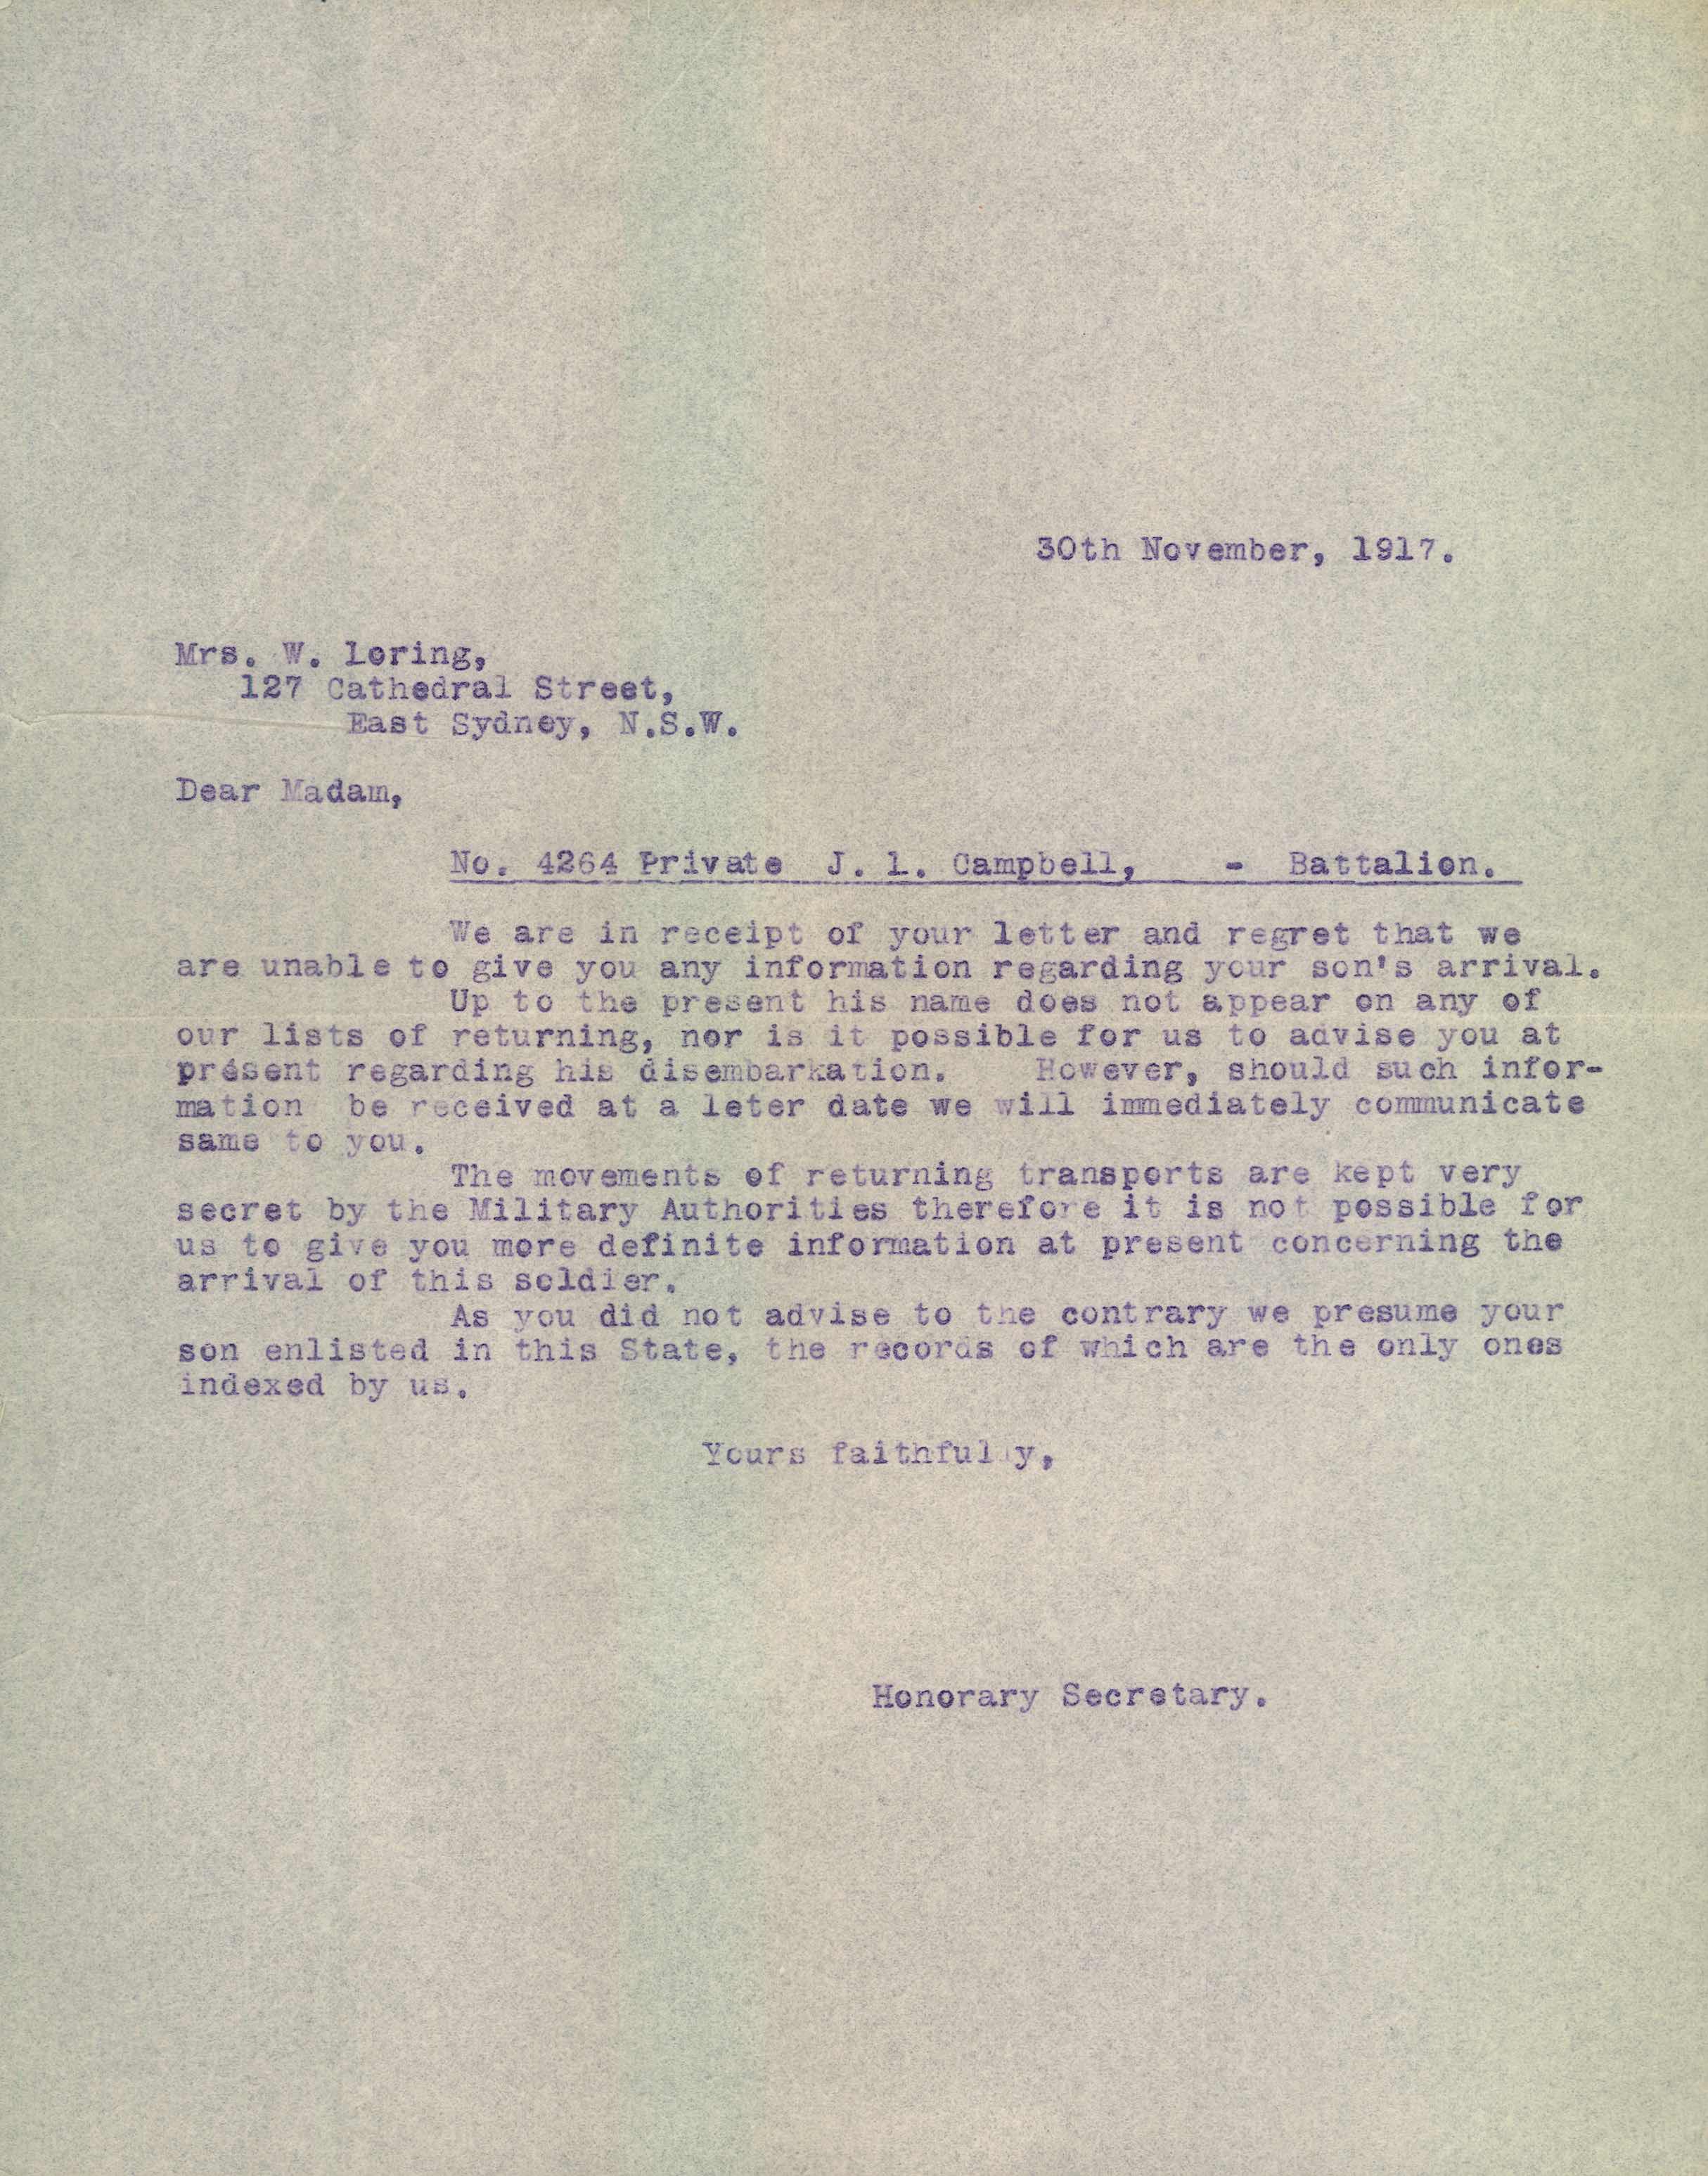 30th November, 1917.
Mrs. W. Loring,
127 Cathedral Street,
East Sydney, N.S.W.
Dear Madam,
No. 4264 Private J. l. Campbell, - Battalion.
We are in receipt of your letter and regret that we
are unable to give you any information regarding your son's arrival.
Up to the present his name does not appear on any of
our lists of returning, nor is it possible for us to advise you at
present regarding his disembarkation. However, should such infor-
mation be received at a leter date we will immediately communicate
same to you.
The movements of returning transports are kept very
secret by the Military Authorities therefore it is not possible for
us to give you more definite information at present concerning the
arrival of this soldier.
As you did not advise to the contrary we presume your
son enlisted in this State, the records of which are the only ones
indexed by us.
Yours faithfully,
Honorary Secretary.